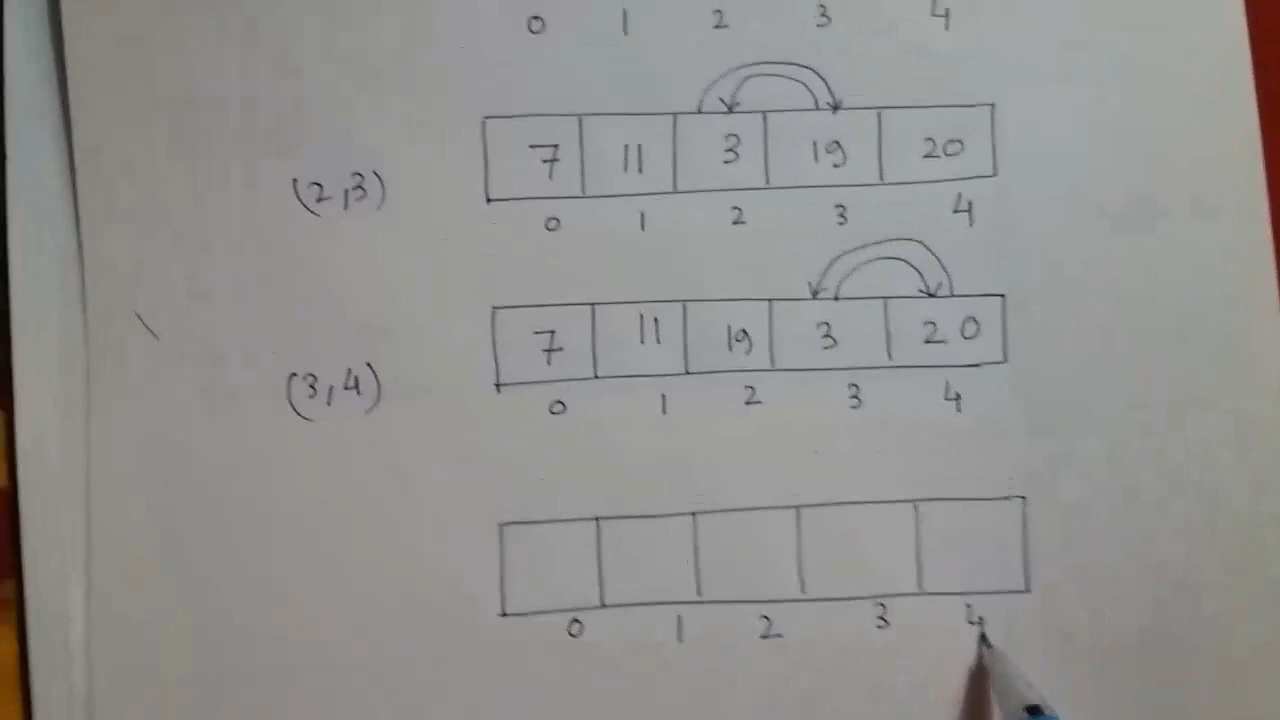 0 1 2 3 4
7 11 3 19 20
(2,3)
0 1 2 3 4
7 11 19 3 20
(3,4)
0 1 2 3 4
0 1 2 3 4